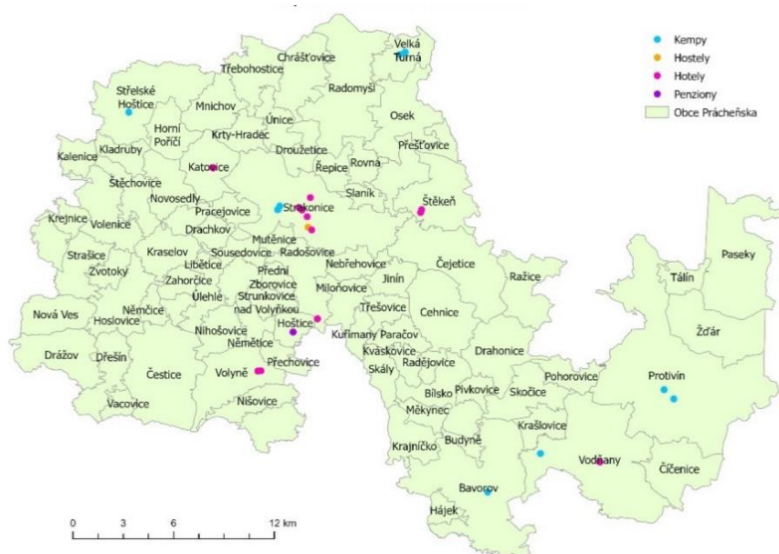 Kempy
Hostely
Hotely
Penziony
Obce Prácheňska
Velká
Turná
Chrášťovice
Třebohostice
Radomyšl
Střelské
Hoštice
Mnichov
Únice
Osek
Horní
Poříčí
Krty-Hradec
Přešťovice
Kladruby
Droužetice
Rovná
Kalenice
Katovice
Řepice
Štěchovice
Slaník
Štěkeň
Novosedly
Krejnice
Volenice
Pracejovice
Strakonice
Drachkov
Mutěnice
Strašice
Kraselov
Sousedovice
Radošovice
Paseky
Zvotoky
Libětice
Nebřehovice
Čejetice
Zahorčice
Přední
Zborovice
Jinín
Ražice
Tálín
Úlehle
Strunkovice
nad Volyňkou
Miloňovice
Nová Ves
Němčice
Hoslovice
Třešovice
Cehnice
Nihošovice
Hoštice
Žďár
Kuřimany
Paračov
Němětice
Drahonice
Drážov
Dřešín
Kváskovice
Přechovice
Skály
Radějovice
Čestice
Volyně
Pohorovice
Protivín
Bílsko
Pivkovice
Skočice
Vacovice
Nišovice
Měkynec
Krašlovice
Krajníčko
Budyně
Vodňany
Číčenice
Bavorov
Hájek
0 3 6 12 km